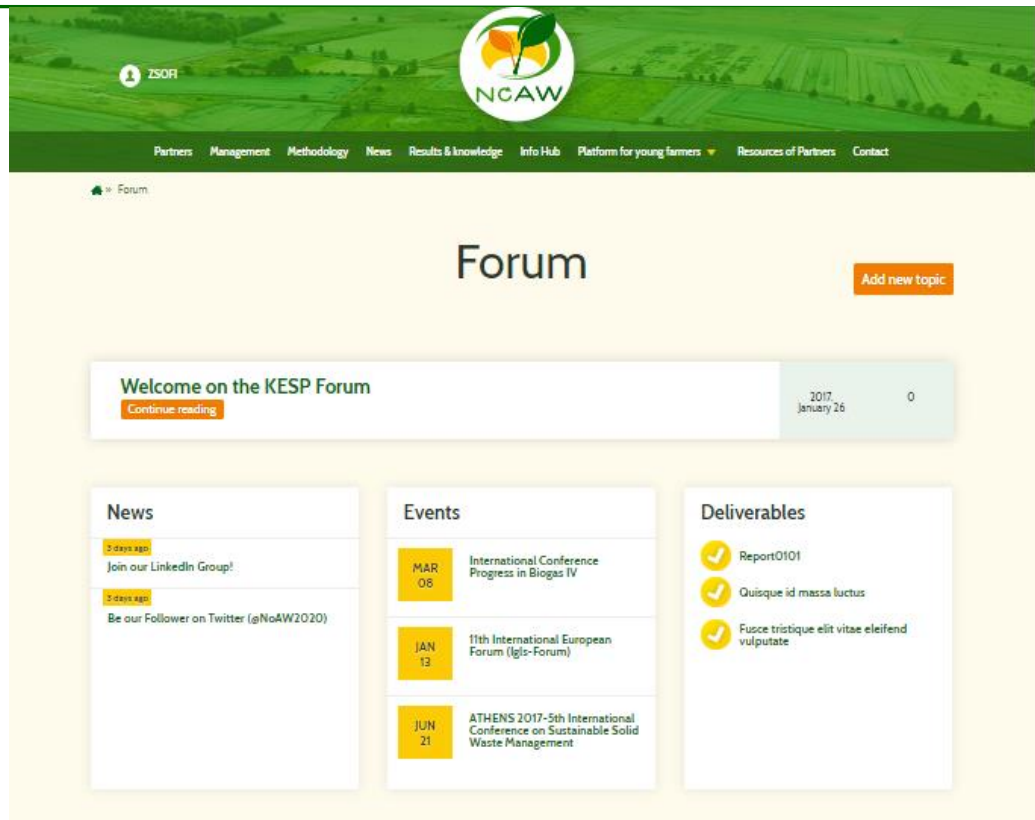 ZSOFI
NOAW
Partners Management Methodology News Results & knowledge Info Hub Platform for young farmers Resources of Partners Contact
» Forum
Forum
Add new topic
Welcome on the KESP Forum
Continue reading
2017.
January 26
0
News
3 days ago
Join our LinkedIn Group!
3 days ago
Be our Follower on Twitter (@NoAW2020)
Events
MAR
08
International Conference
Progress in Biogas IV
JAN
13
11th International European
Forum (Igls-Forum)
JUN
21
ATHENS 2017-5th International
Conference on Sustainable Solid
Waste Management
Deliverables
Report0101
Quisque id massa luctus
Fusce tristique elit vitae eleifend
vulputate